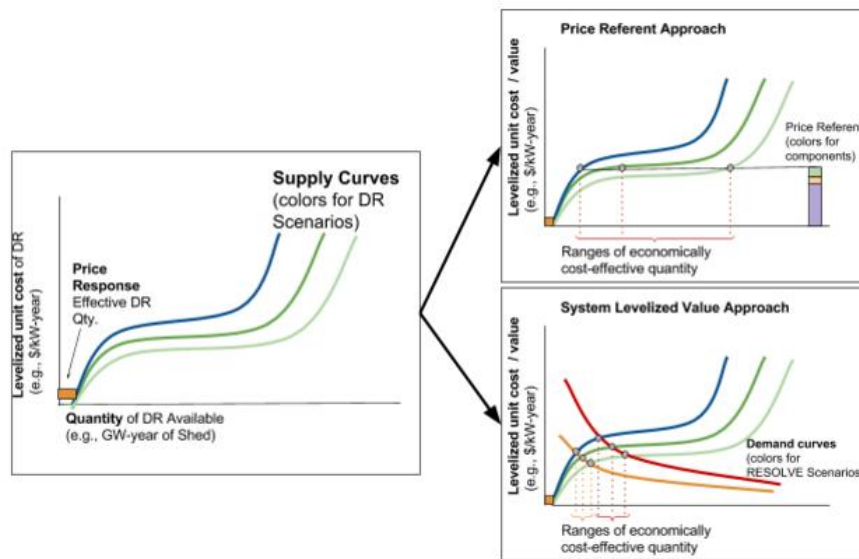 Supply Curves
(colors for DR
Scenarios)
Price
Response
Effective DR
Qty.
Levelized unit cost of DR
(e.g., $/kW-year)
Quantity of DR Available
(e.g., GW-year of Shed)
Price Referent Approach
Levelized unit cost / value
(e.g., $/kW-year)
Price Referen
(colors for
components)
Ranges of economically
cost-effective quantity
System Levelized Value Approach
Levelized unit cost / value
(e.g., $/kW-year)
Demand curves
(colors for
RESOLVE Scenarios
Ranges of economically
cost-effective quantity